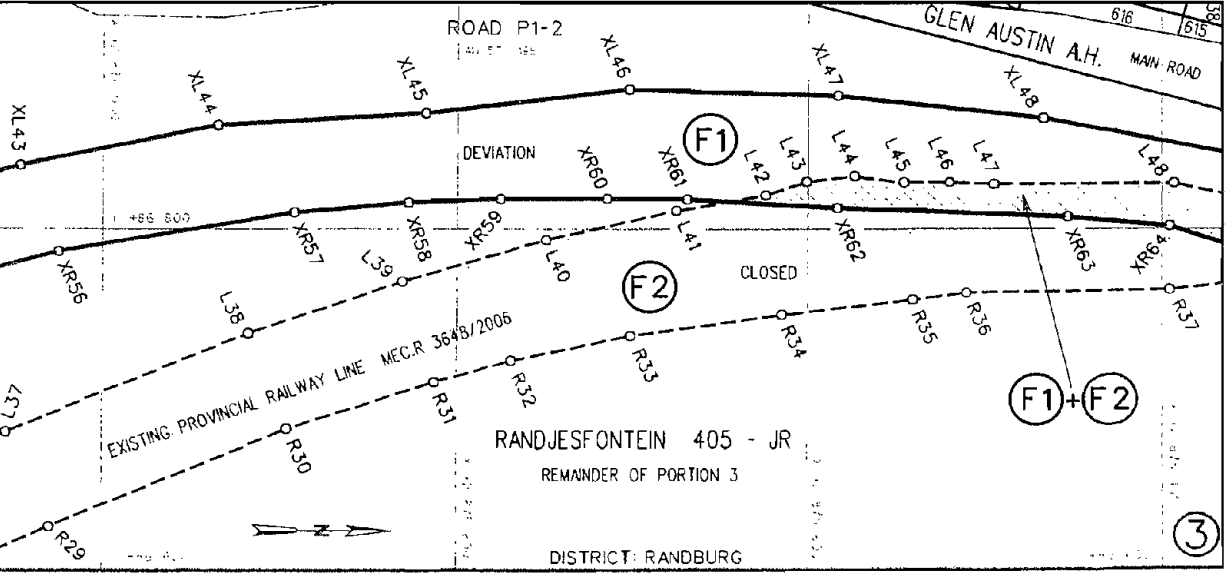 ROAD P1-2
GLEN AUSTIN A.H.
MAIN ROAD
616
615
38
XL43
XL44
XL45
XL46
XL47
XL48
DEVIATION
F1
L42
L43
L44
L45
L46
L47
L48
XR60
XR61
+86 800
XR56
XR57
XR58
XR59
XR62
XR63
XR64
L37
L38
L39
L40
L41
F2
CLOSED
EXISTING PROVINCIAL RAILWAY LINE MEC.R 3648/2006
R29
R30
R31
R32
R33
R34
R35
R36
R37
F1+F2
RANDJESFONTEIN 405 - JR
REMAINDER OF PORTION 3
N
DISTRICT: RANDBURG
3